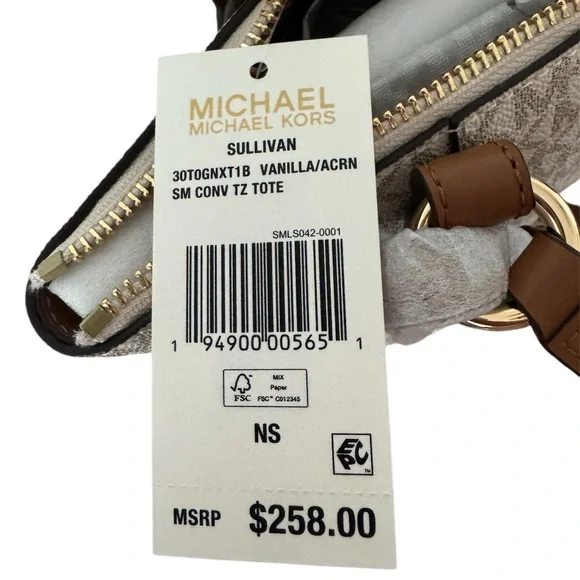 MICHAEL
MICHAEL KORS
SULLIVAN
30T0GNXT1B VANILLA/ACRN
SM CONV TZ TOTE
SMLS042-0001
1 94900 00565 1
FSC
MIX
Paper
FSC™ C012345
NS
EPC™
MSRP $258.00